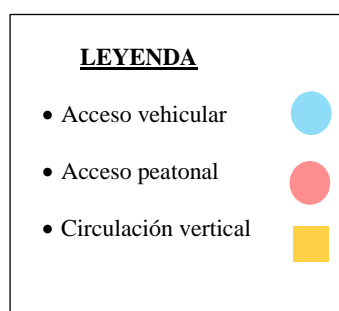 LEYENDA
• Acceso vehicular
• Acceso peatonal
• Circulación vertical